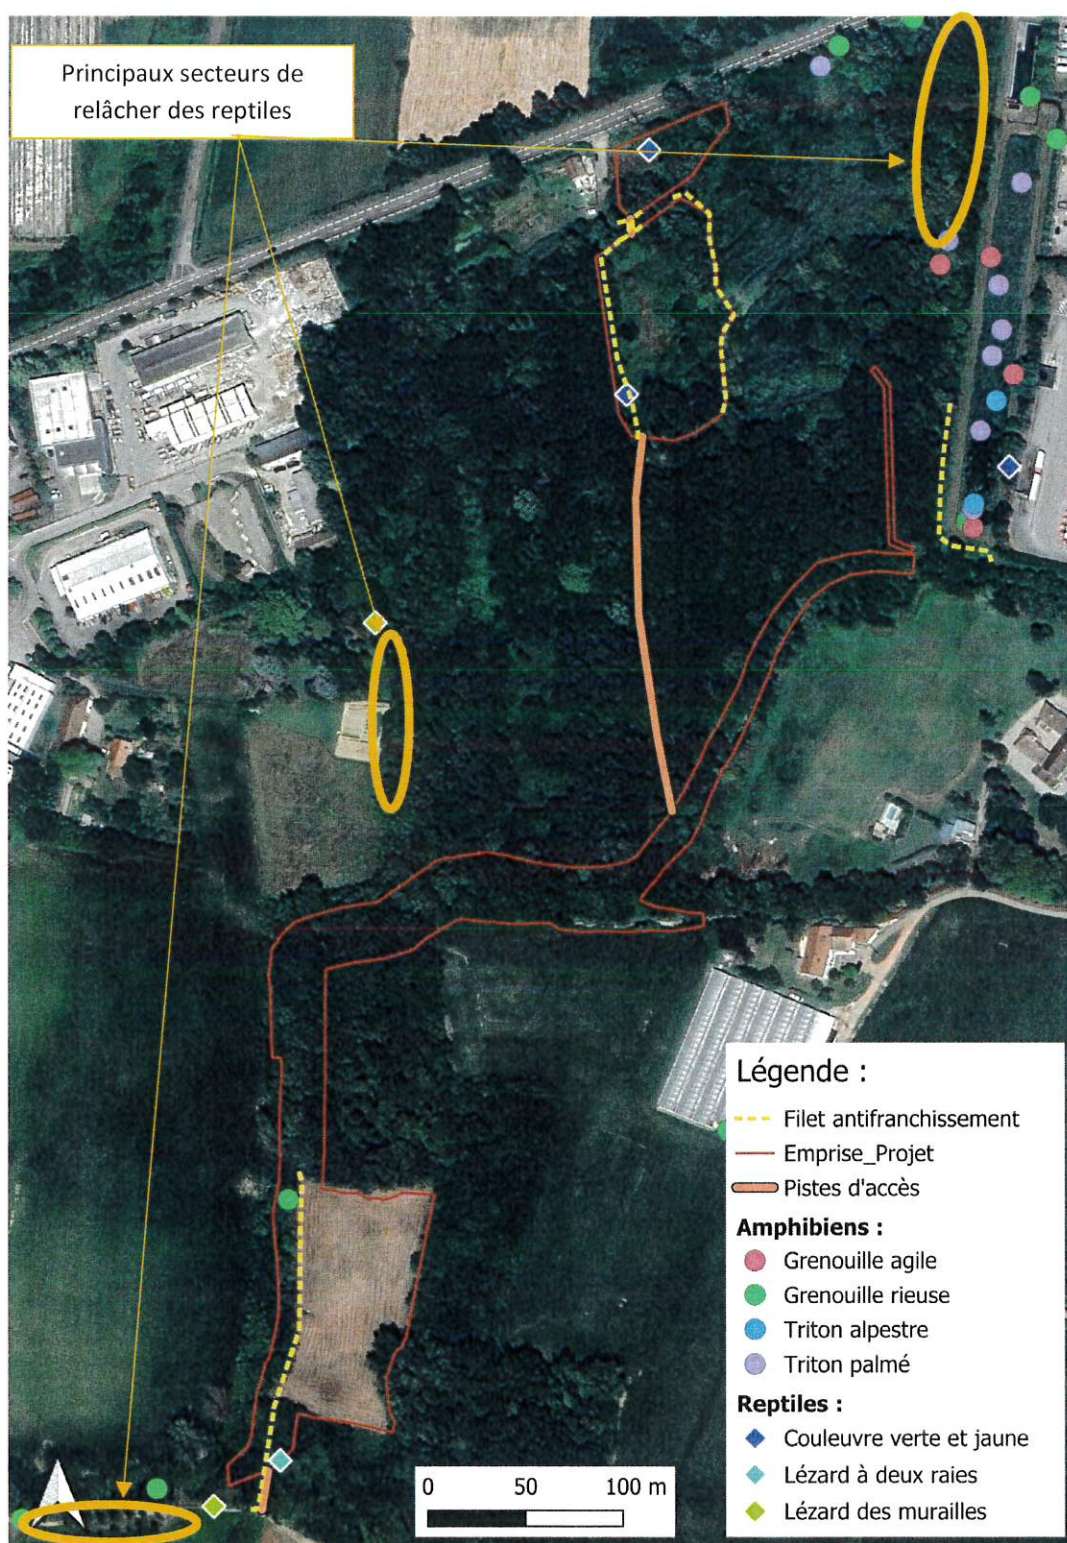 Principaux secteurs de
relâcher des reptiles
Légende :
Filet antifranchissement
Emprise_Projet
Pistes d'accès
Amphibiens :
Grenouille agile
Grenouille rieuse
Triton alpestre
Triton palmé
Reptiles :
Couleuvre verte et jaune
Lézard à deux raies
Lézard des murailles
0 50 100 m